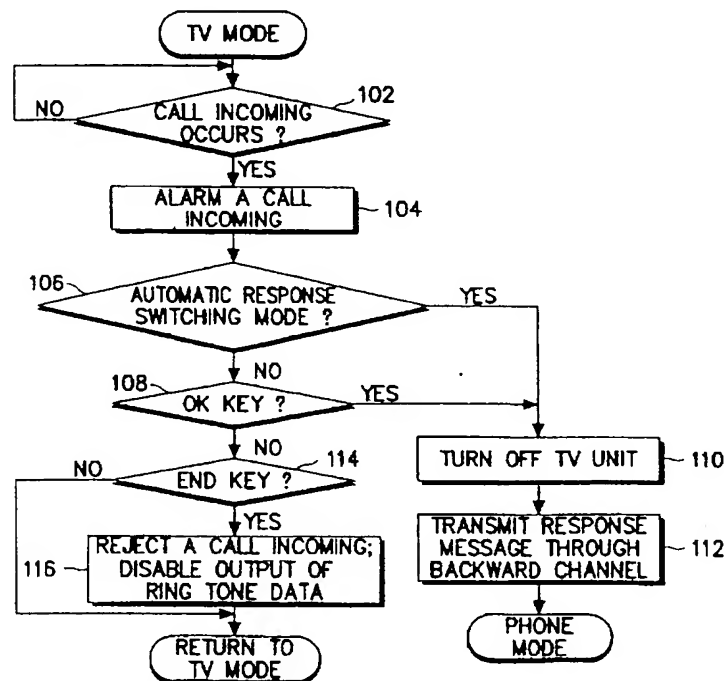 TV MODE
102
NO
CALL INCOMING
OCCURS ?
YES
ALARM A CALL
INCOMING
104
106
AUTOMATIC RESPONSE
SWITCHING MODE ?
YES
NO
108
OK KEY ?
YES
NO
114
NO
END KEY ?
TURN OFF TV UNIT
110
YES
116
REJECT A CALL INCOMING;
DISABLE OUTPUT OF
RING TONE DATA
TRANSMIT RESPONSE
MESSAGE THROUGH
BACKWARD CHANNEL
112
RETURN TO
TV MODE
PHONE
MODE